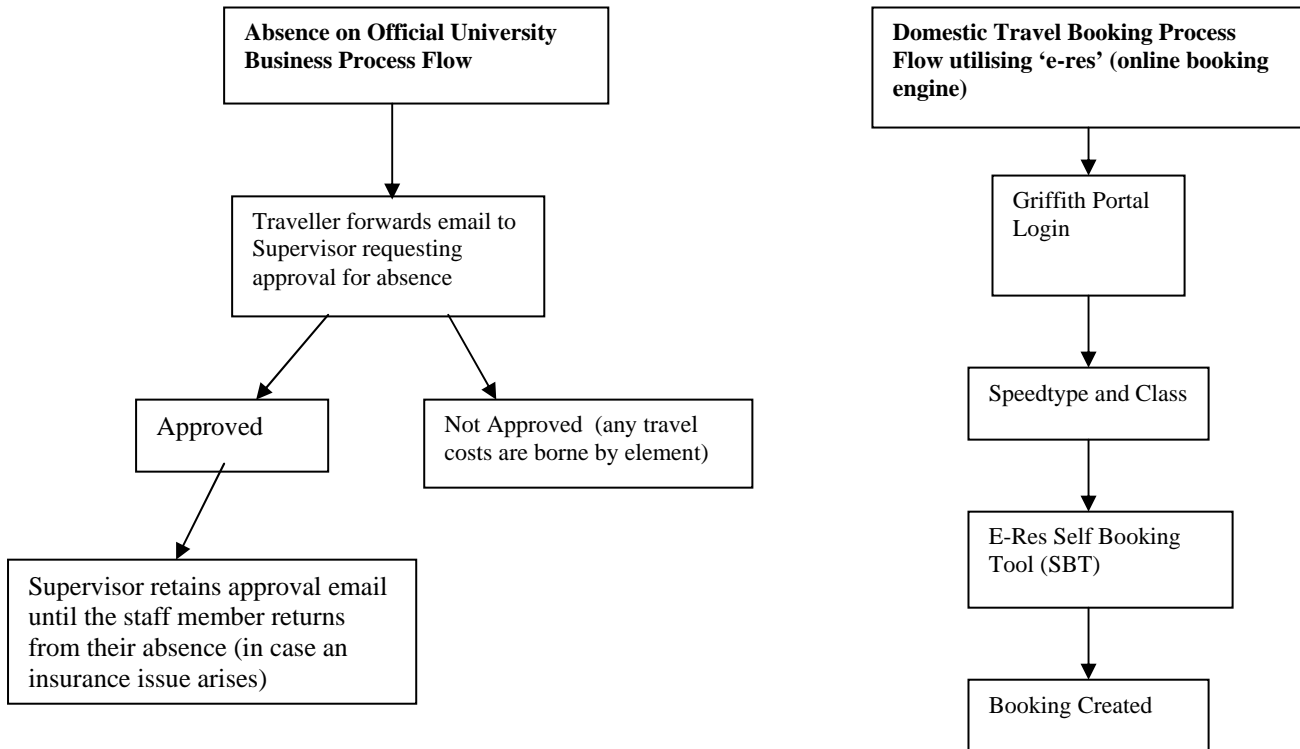 Absence on Official University
Business Process Flow
Traveller forwards email to
Supervisor requesting
approval for absence
Approved
Not Approved  (any travel
costs are borne by element)
Supervisor retains approval email
until the staff member returns
from their absence (in case an
insurance issue arises)
Domestic Travel Booking Process
Flow utilising ‘e-res’ (online booking
engine)
Griffith Portal
Login
Speedtype and Class
E-Res Self Booking
Tool (SBT)
Booking Created